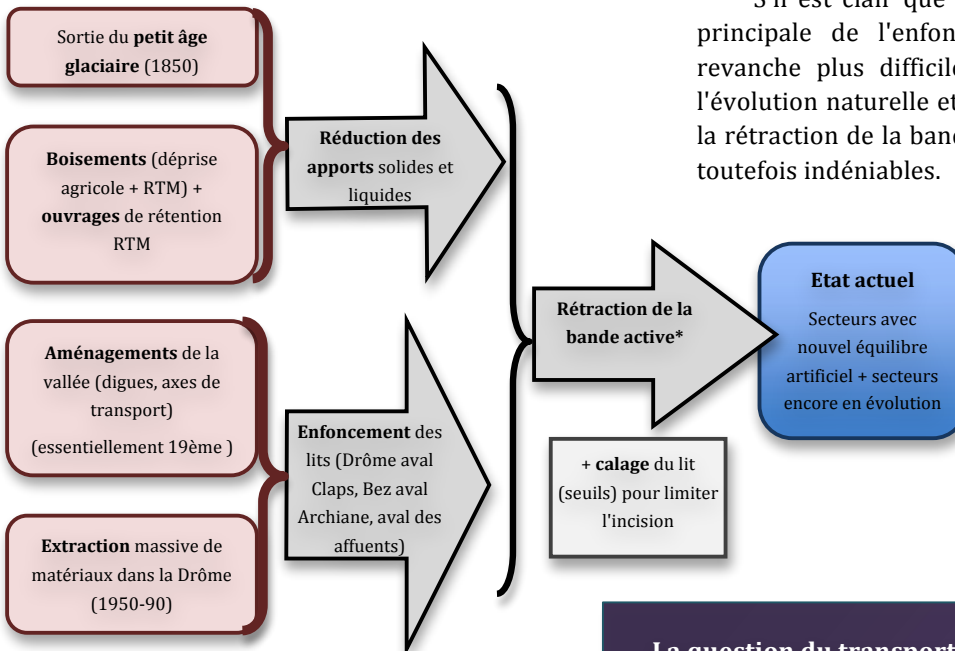 Sortie du petit âge
glaciaire (1850)
Boisements (déprise
agricole + RTM) +
ouvrages de rétention
RTM
Réduction des
apports solides et
liquides
Aménagements de la
vallée (digues, axes de
transport)
(essentiellement 19ème )
Extraction massive de
matériaux dans la Drôme
(1950-90)
Enfoncement des
lits (Drôme aval
Claps, Bez aval
Archiane, aval des
affuents)
Rétraction de la
bande active*
+ calage du lit
(seuils) pour limiter
l'incision
Etat actuel
Secteurs avec
nouvel équilibre
artificiel + secteurs
encore en évolution
S'il est clair que
principale de l'enfon
revanche plus difficile
l'évolution naturelle et
la rétraction de la band
toutefois indéniables.
La question du transport